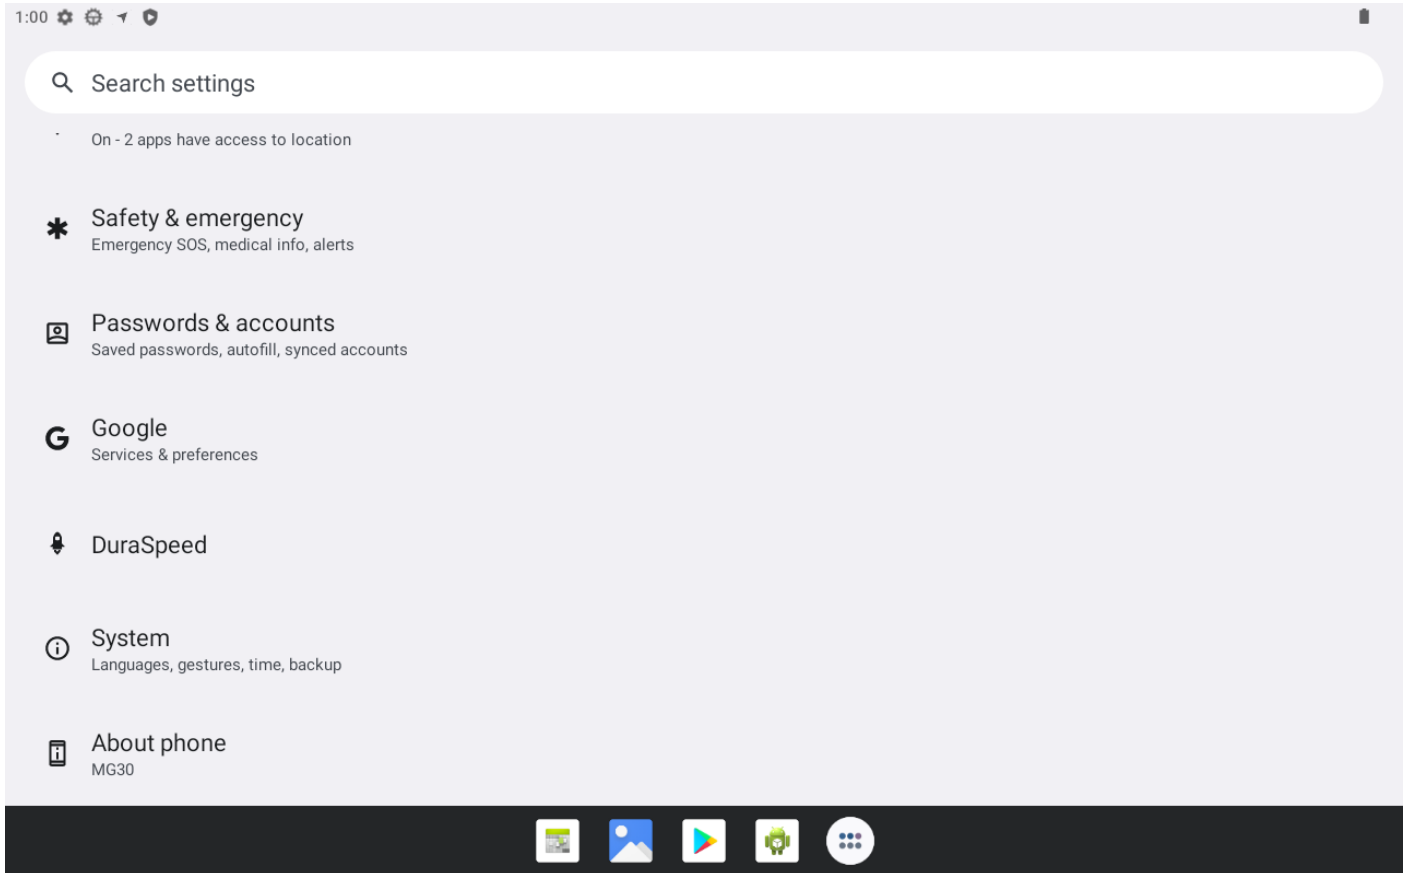 1:00
Search settings
On - 2 apps have access to location
Safety & emergency
Emergency SOS, medical info, alerts
Passwords & accounts
Saved passwords, autofill, synced accounts
Google
Services & preferences
DuraSpeed
System
Languages, gestures, time, backup
About phone
MG30